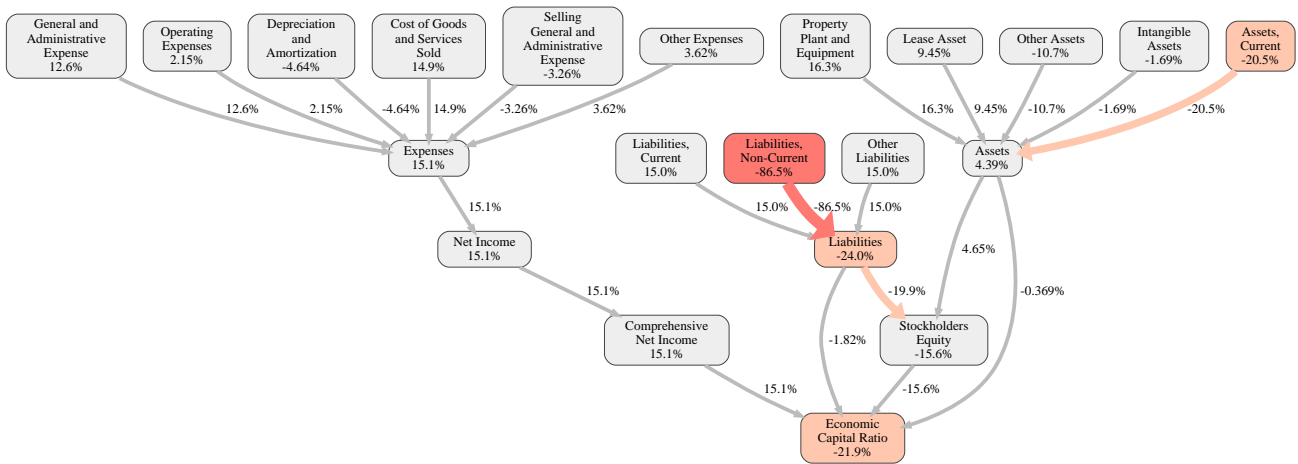 General and
Administrative
Expense
12.6%
Operating
Expenses
2.15%
Depreciation
and
Amortization
-4.64%
Cost of Goods
and Services
Sold
14.9%
Selling
General and
Administrative
Expense
-3.26%
Other Expenses
3.62%
Property
Plant and
Equipment
16.3%
Lease Asset
9.45%
Other Assets
-10.7%
Intangible
Assets
-1.69%
Assets,
Current
-20.5%
12.6%
2.15%
-4.64%
14.9%
-3.26%
3.62%
16.3%
9.45%
-10.7%
-1.69%
-20.5%
Expenses
15.1%
Liabilities,
Current
15.0%
Liabilities,
Non-Current
-86.5%
Other
Liabilities
15.0%
Assets
4.39%
15.1%
15.0%
-86.5%
15.0%
Net Income
15.1%
Liabilities
-24.0%
4.65%
15.1%
-19.9%
-0.369%
Comprehensive
Net Income
15.1%
-1.82%
Stockholders
Equity
-15.6%
15.1%
-15.6%
Economic
Capital Ratio
-21.9%